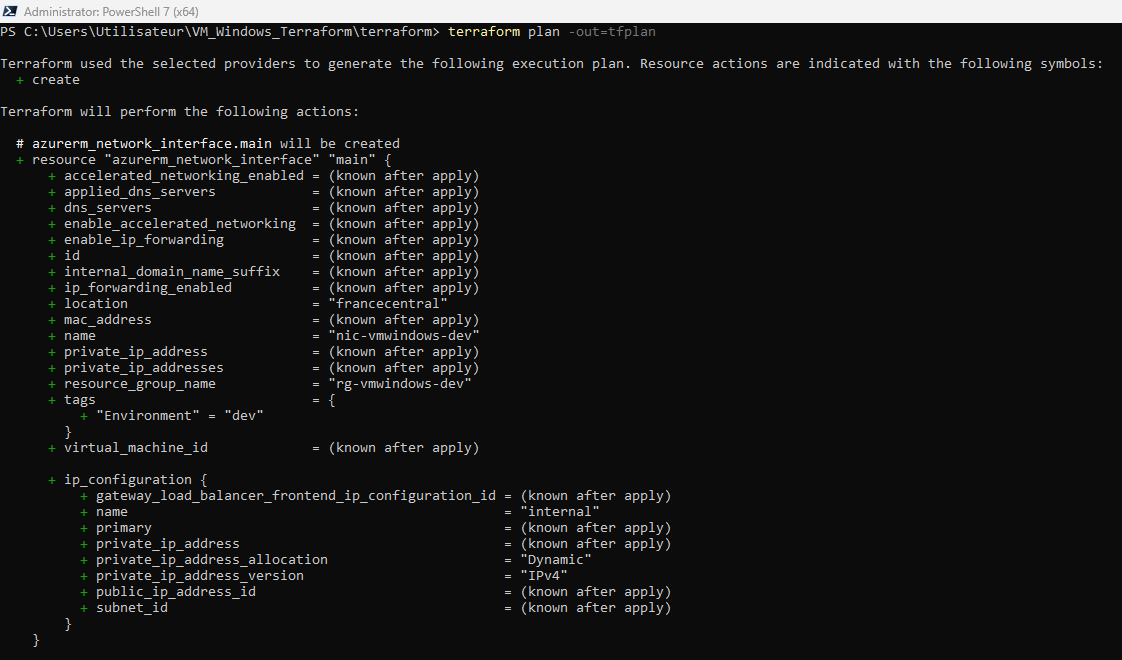 Administrator: PowerShell 7 (x64)
PS C:\Users\Utilisateur\VM_Windows_Terraform\terraform> terraform plan -out=tfplan
Terraform used the selected providers to generate the following execution plan. Resource actions are indicated with the following symbols:
  + create
Terraform will perform the following actions:
  # azurerm_network_interface.main will be created
  + resource "azurerm_network_interface" "main" {
      + accelerated_networking_enabled = (known after apply)
      + applied_dns_servers            = (known after apply)
      + dns_servers                    = (known after apply)
      + enable_accelerated_networking  = (known after apply)
      + enable_ip_forwarding           = (known after apply)
      + id                             = (known after apply)
      + internal_domain_name_suffix    = (known after apply)
      + ip_forwarding_enabled          = (known after apply)
      + location                       = "francecentral"
      + mac_address                    = (known after apply)
      + name                           = "nic-vmwindows-dev"
      + private_ip_address             = (known after apply)
      + private_ip_addresses           = (known after apply)
      + resource_group_name            = "rg-vmwindows-dev"
      + tags                           = {
          + "Environment" = "dev"
        }
      + virtual_machine_id             = (known after apply)
      + ip_configuration {
          + gateway_load_balancer_frontend_ip_configuration_id = (known after apply)
          + name                                               = "internal"
          + primary                                            = (known after apply)
          + private_ip_address                                 = (known after apply)
          + private_ip_address_allocation                      = "Dynamic"
          + private_ip_address_version                         = "IPv4"
          + public_ip_address_id                               = (known after apply)
          + subnet_id                                          = (known after apply)
        }
    }